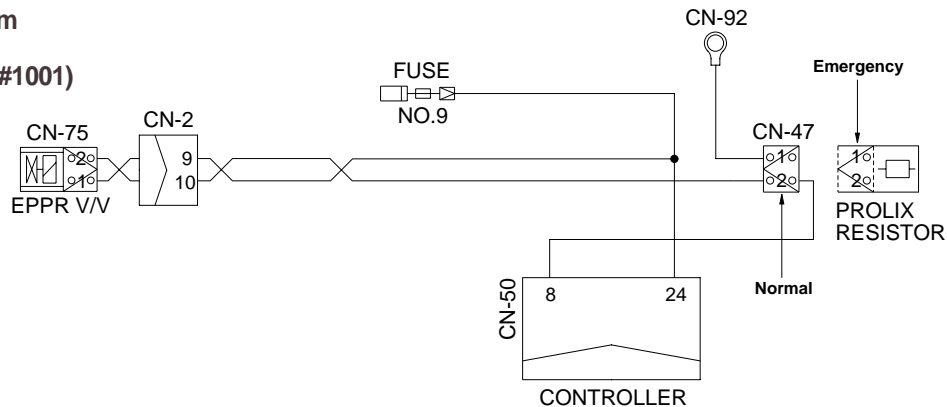 m
#1001)
CN-92
FUSE
Emergency
NO.9
CN-75
CN-2
CN-47
2
9
1
1
1
10
2
2
EPPR V/V
PROLIX
RESISTOR
CN-50
8
24
Normal
CONTROLLER